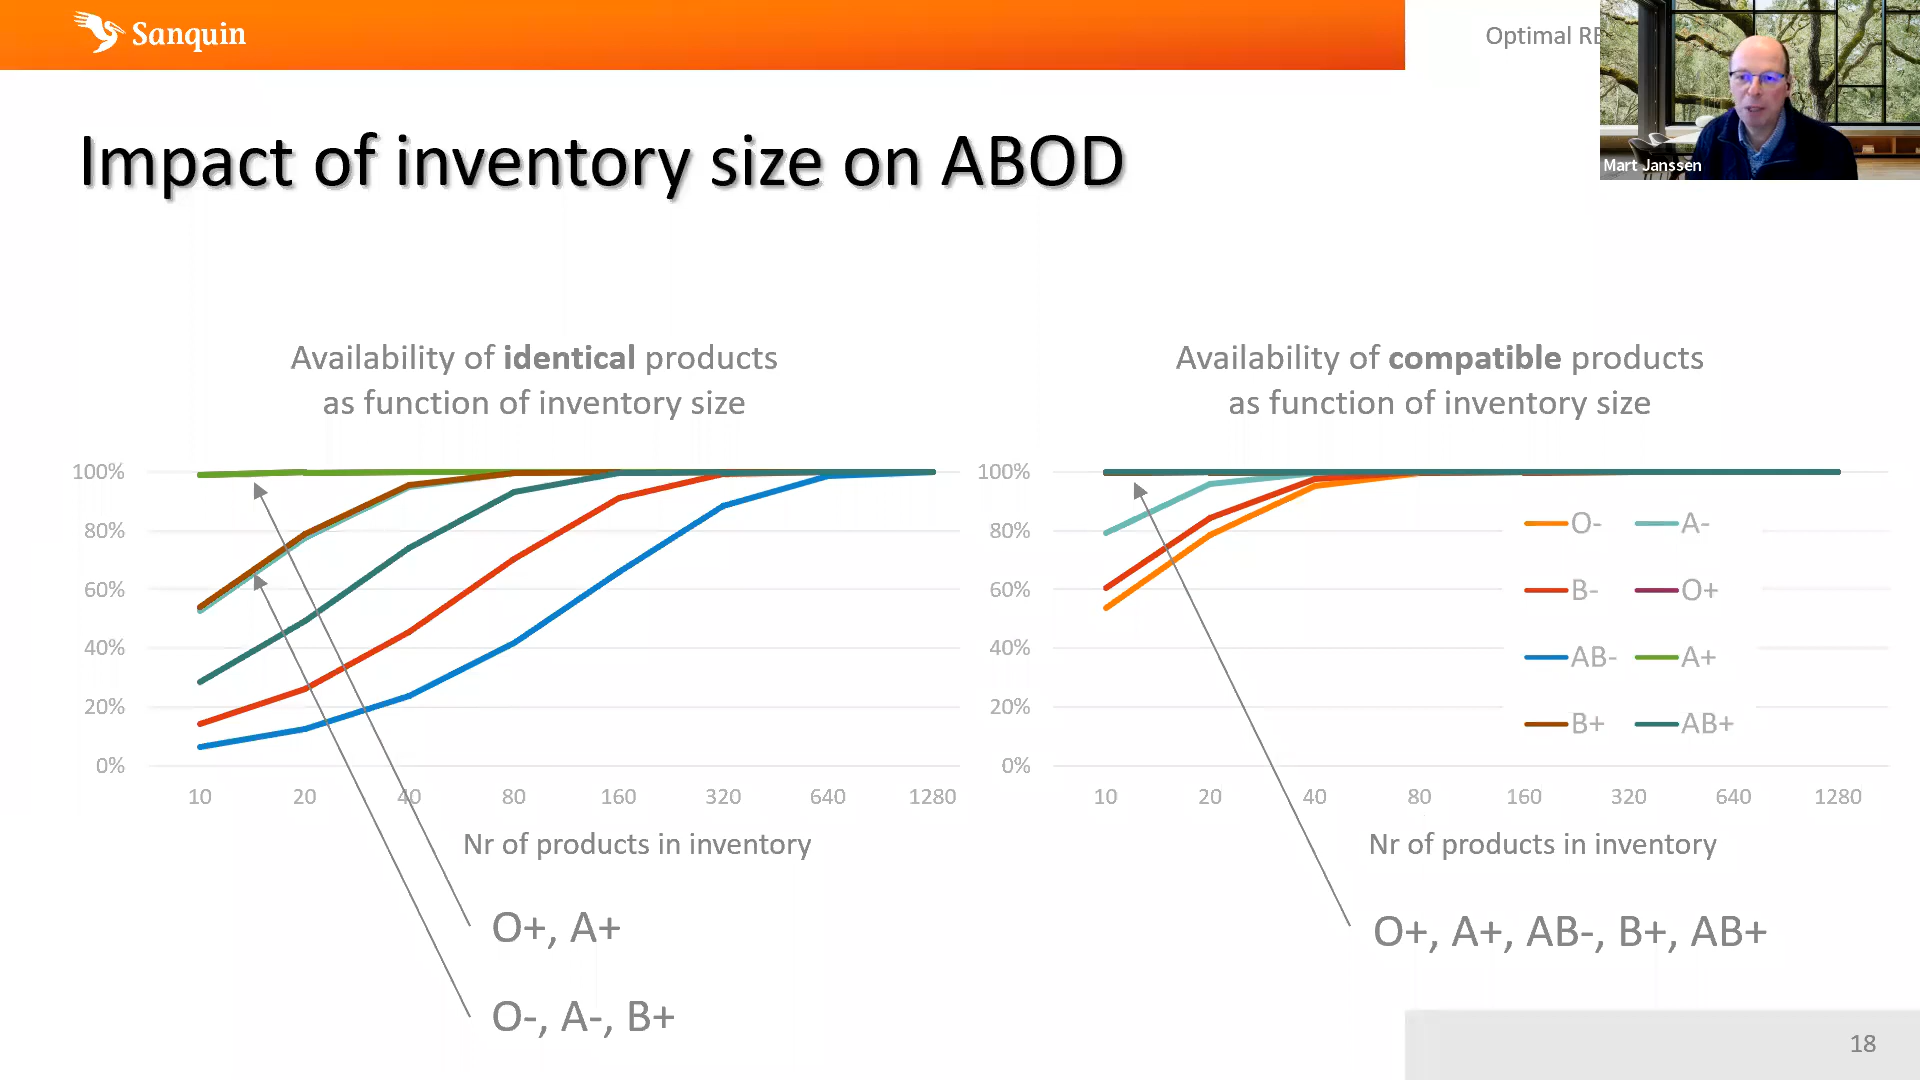 Sanquin
Optimal RE
Mart Janssen
Impact of inventory size on ABOD
Availability of identical products
as function of inventory size
100%
80%
60%
40%
20%
0%
10 20 40 80 160 320 640 1280
Nr of products in inventory
O+, A+
O-, A-, B+
Availability of compatible products
as function of inventory size
100%
80%
60%
40%
20%
0%
O- A-
B- O+
AB- A+
B+ AB+
10 20 40 80 160 320 640 1280
Nr of products in inventory
O+, A+, AB-, B+, AB+
18